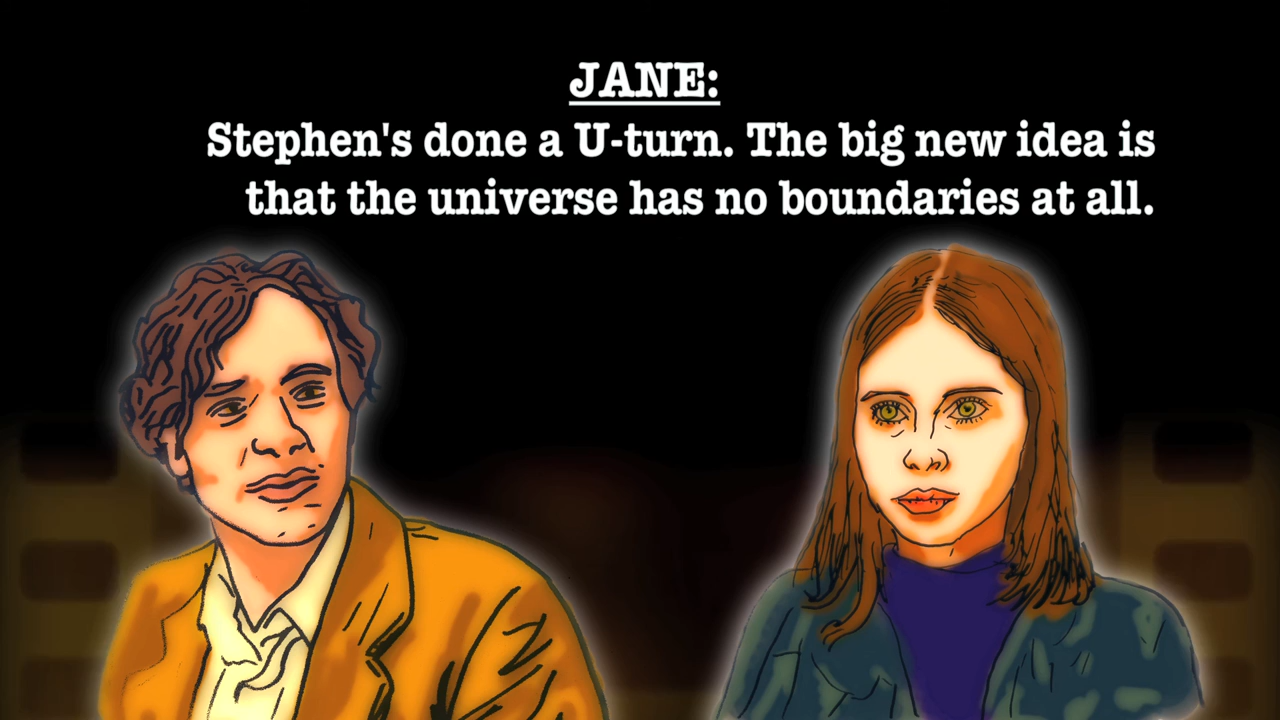 JANE:
Stephen's done a U-turn. The big new idea is
that the universe has no boundaries at all.